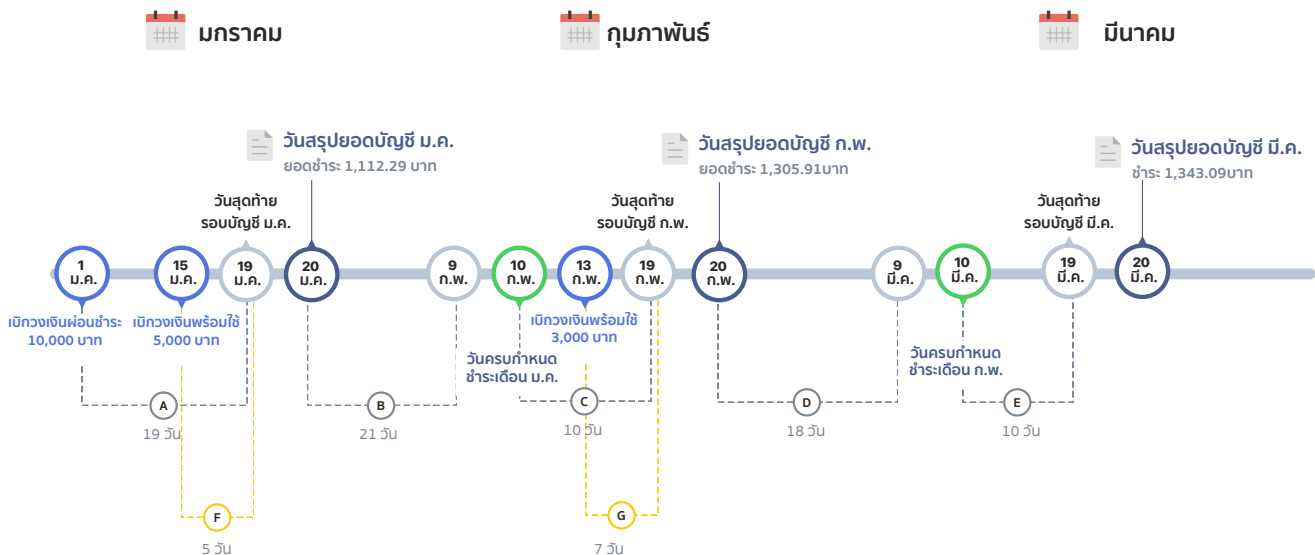 มกราคม
กุมภาพันธ์
มีนาคม
วันสรุปยอดบัญชี ม.ค.
ยอดชำระ 1,112.29 บาท
วันสรุปยอดบัญชี ก.พ.
ยอดชำระ 1,305.91บาท
วันสรุปยอดบัญชี มี.ค.
ชำระ 1,343.09บาท
วันสุดท้าย
รอบบัญชี ม.ค.
วันสุดท้าย
รอบบัญชี ก.พ.
วันสุดท้าย
รอบบัญชี มี.ค.
1
ม.ค.
15
ม.ค.
19
ม.ค.
20
ม.ค.
9
ก.พ.
10
ก.พ.
13
ก.พ.
19
ก.พ.
20
ก.พ.
9
มี.ค.
10
มี.ค.
19
มี.ค.
20
มี.ค.
เบิกวงเงินผ่อนชำระ
10,000 บาท
เบิกวงเงินพร้อมใช้
5,000 บาท
เบิกวงเงินพร้อมใช้
3,000 บาท
วันครบกำหนด
ชำระเดือน ม.ค.
วันครบกำหนด
ชำระเดือน ก.พ.
A
19 วัน
B
21 วัน
C
10 วัน
D
18 วัน
E
10 วัน
F
5 วัน
G
7 วัน